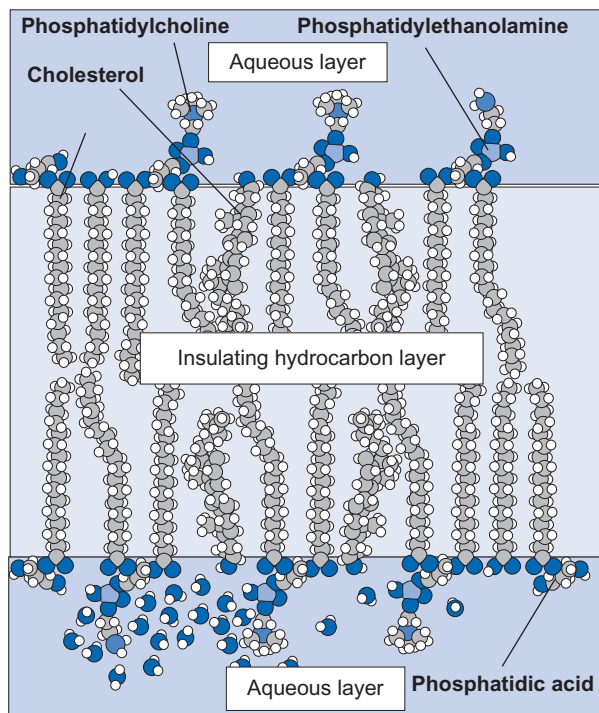 Phosphatidylcholine
Phosphatidylethanolamine
Aqueous layer
Cholesterol
Insulating hydrocarbon layer
Phosphatidic acid
Aqueous layer